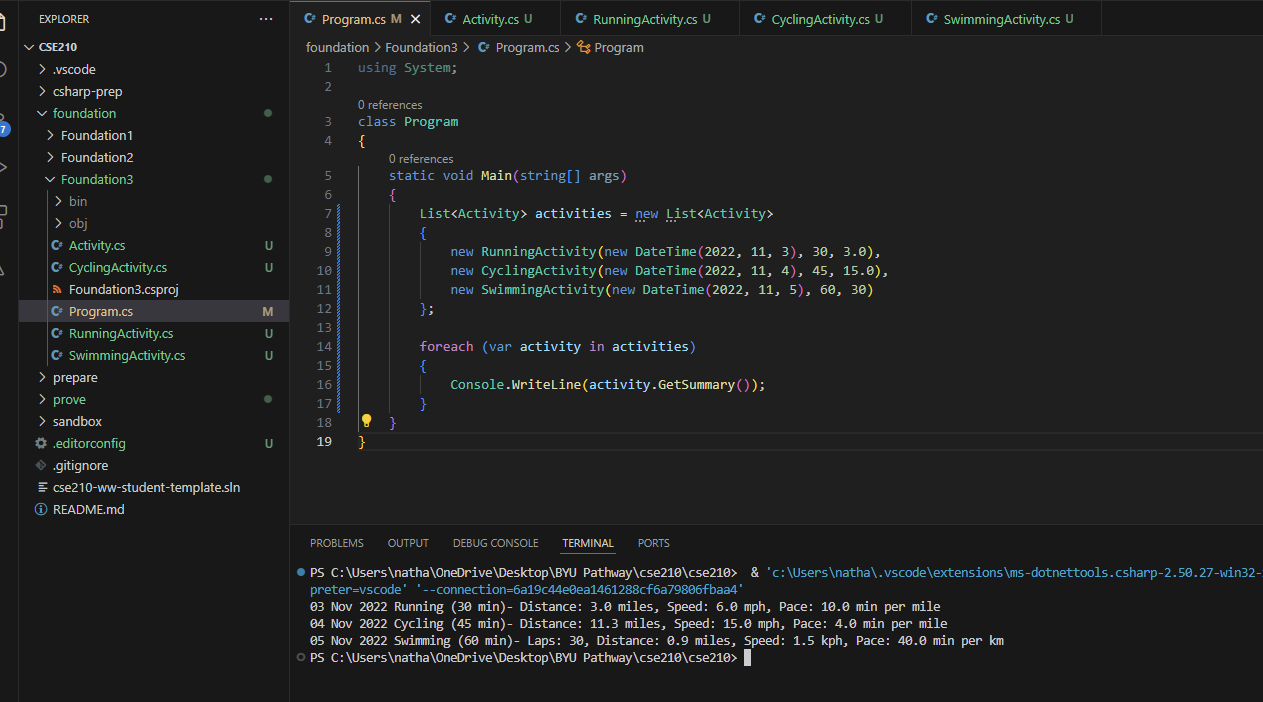 EXPLORER
CSE210
.vscode
csharp-prep
foundation
Foundation1
Foundation2
Foundation3
bin
obj
Activity.cs U
CyclingActivity.cs U
Foundation3.csproj
Program.cs M
RunningActivity.cs U
SwimmingActivity.cs U
prepare
prove
sandbox
.editorconfig U
.gitignore
cse210-ww-student-template.sln
README.md
7
Program.cs M Activity.cs U RunningActivity.cs U CyclingActivity.cs U SwimmingActivity.cs U
foundation > Foundation3 > Program.cs > Program
1 using System;
2
0 references
3 class Program
4 {
0 references
5 static void Main(string[] args)
6 {
7 List<Activity> activities = new List<Activity>
8 {
9 new RunningActivity(new DateTime(2022, 11, 3), 30, 3.0),
10 new CyclingActivity(new DateTime(2022, 11, 4), 45, 15.0),
11 new SwimmingActivity(new DateTime(2022, 11, 5), 60, 30)
12 };
13
14 foreach (var activity in activities)
15 {
16 Console.WriteLine(activity.GetSummary());
17 }
18 }
19 }
PROBLEMS OUTPUT DEBUG CONSOLE TERMINAL PORTS
PS C:\Users\natha\OneDrive\Desktop\BYU Pathway\cse210\cse210> & 'c:\Users\natha\.vscode\extensions\ms-dotnettools.csharp-2.50.27-win32-
preter=vscode' '--connection=6a19c44e0ea1461288cf6a79806fbaa4'
03 Nov 2022 Running (30 min)- Distance: 3.0 miles, Speed: 6.0 mph, Pace: 10.0 min per mile
04 Nov 2022 Cycling (45 min)- Distance: 11.3 miles, Speed: 15.0 mph, Pace: 4.0 min per mile
05 Nov 2022 Swimming (60 min)- Laps: 30, Distance: 0.9 miles, Speed: 1.5 kph, Pace: 40.0 min per km
PS C:\Users\natha\OneDrive\Desktop\BYU Pathway\cse210\cse210>